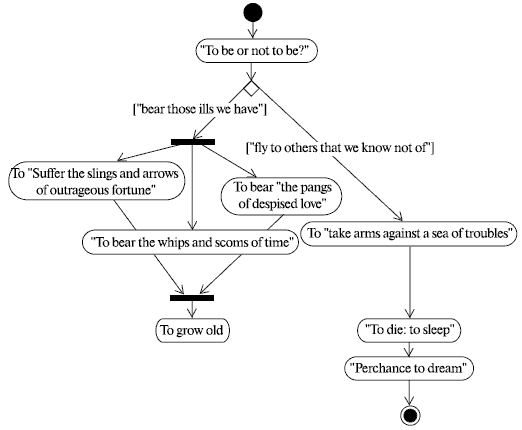 "To be or not to be?"
["bear those ills we have"]
["fly to others that we know not of"]
To "Suffer the slings and arrows
of outrageous fortune"
To bear "the pangs
of despised love"
"To bear the whips and scorns of time"
To "take arms against a sea of troubles"
To grow old
"To die: to sleep"
"Perchance to dream"